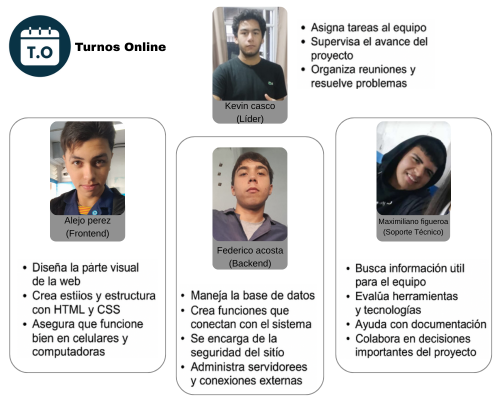 T.O
Turnos Online
Kevin casco
(Líder)
• Asigna tareas al equipo
• Supervisa el avance del
proyecto
• Organiza reuniones y
resuelve problemas
Alejo perez
(Frontend)
• Diseña la parte visual
de la web
• Crea estiios y estructura
con HTML y CSS
• Asegura que funcione
bien en celulares y
computadoras
Federico acosta
(Backend)
• Maneja la base de datos
• Crea funciones que
conectan con el sistema
• Se encarga de la
seguridad del sitío
• Administra servidorees
y conexiones externas
Maximiliano figueroa
(Soporte Técnico)
• Busca información util
para el equipo
• Evalúa herramientas
y tecnologías
• Ayuda con documentación
• Colabora en decisiones
importantes del proyecto